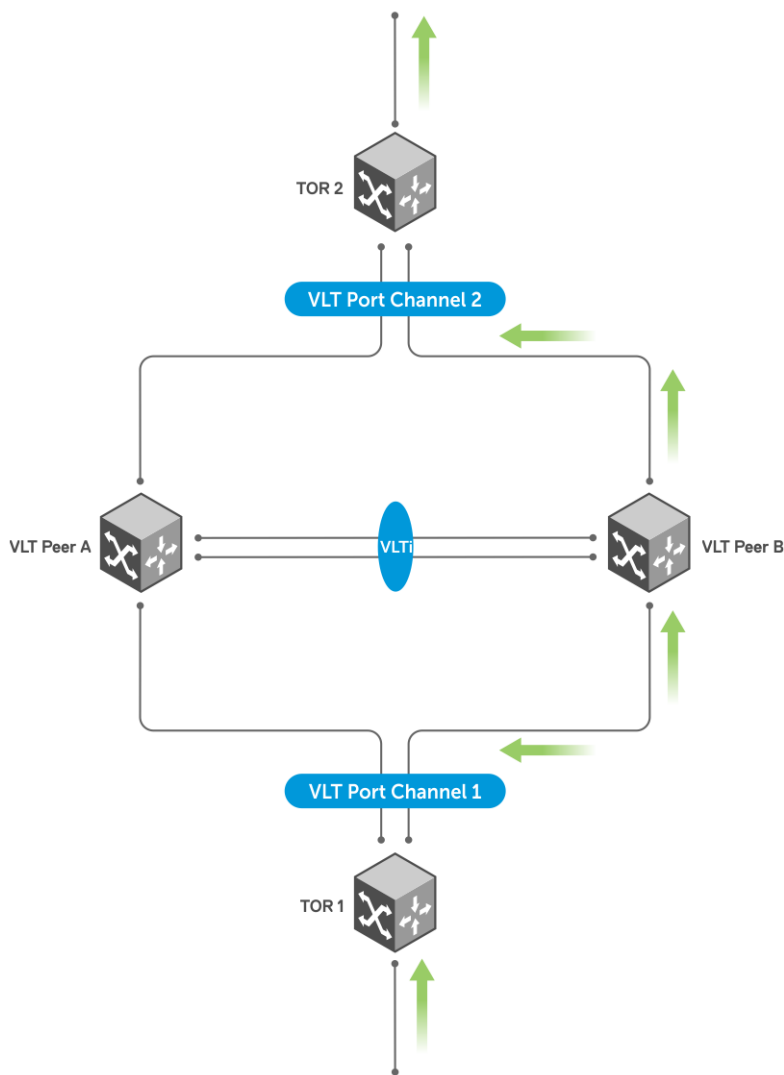 TOR 2
VLT Port Channel 2
VLT Peer A
VLTi
VLT Peer B
VLT Port Channel 1
TOR 1